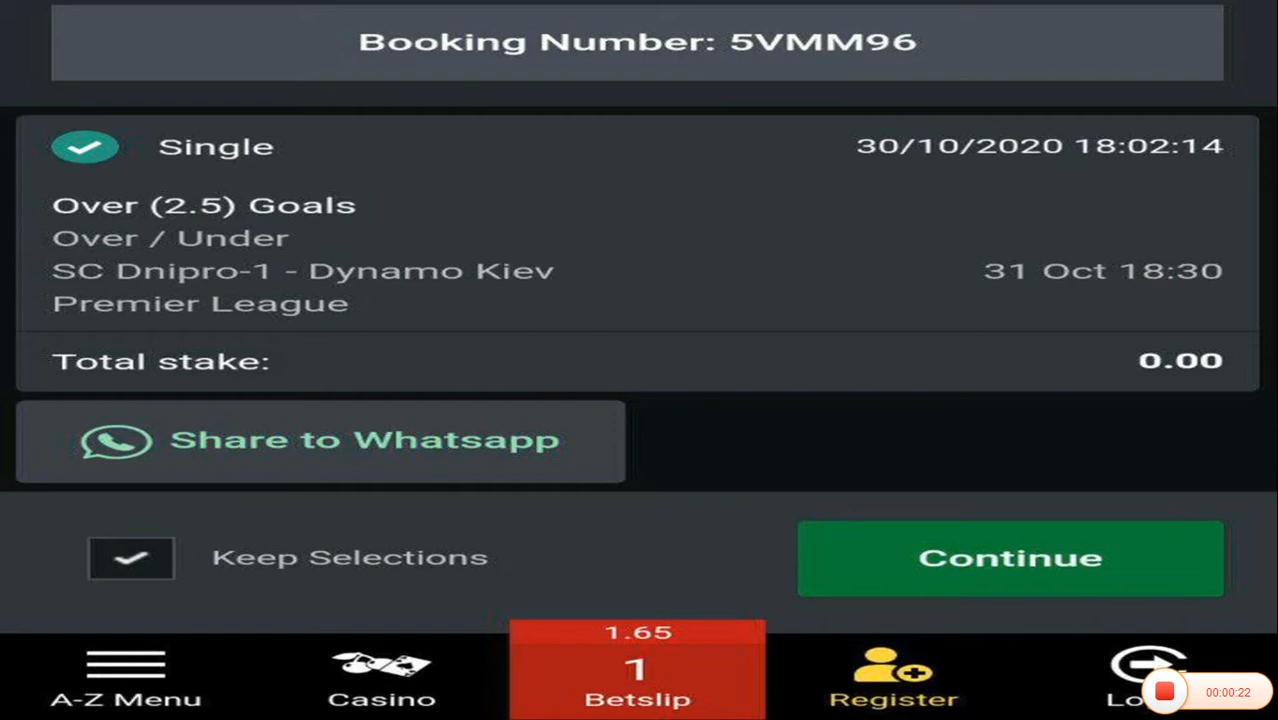 Booking Number: 5VMM96
Single 30/10/2020 18:02:14
Over (2.5) Goals
Over / Under
SC Dnipro-1 - Dynamo Kiev 31 Oct 18:30
Premier League
Total stake: 0.00
Share to Whatsapp
Keep Selections Continue
1.65
1
A-Z Menu Casino Betslip Register
00:00:22